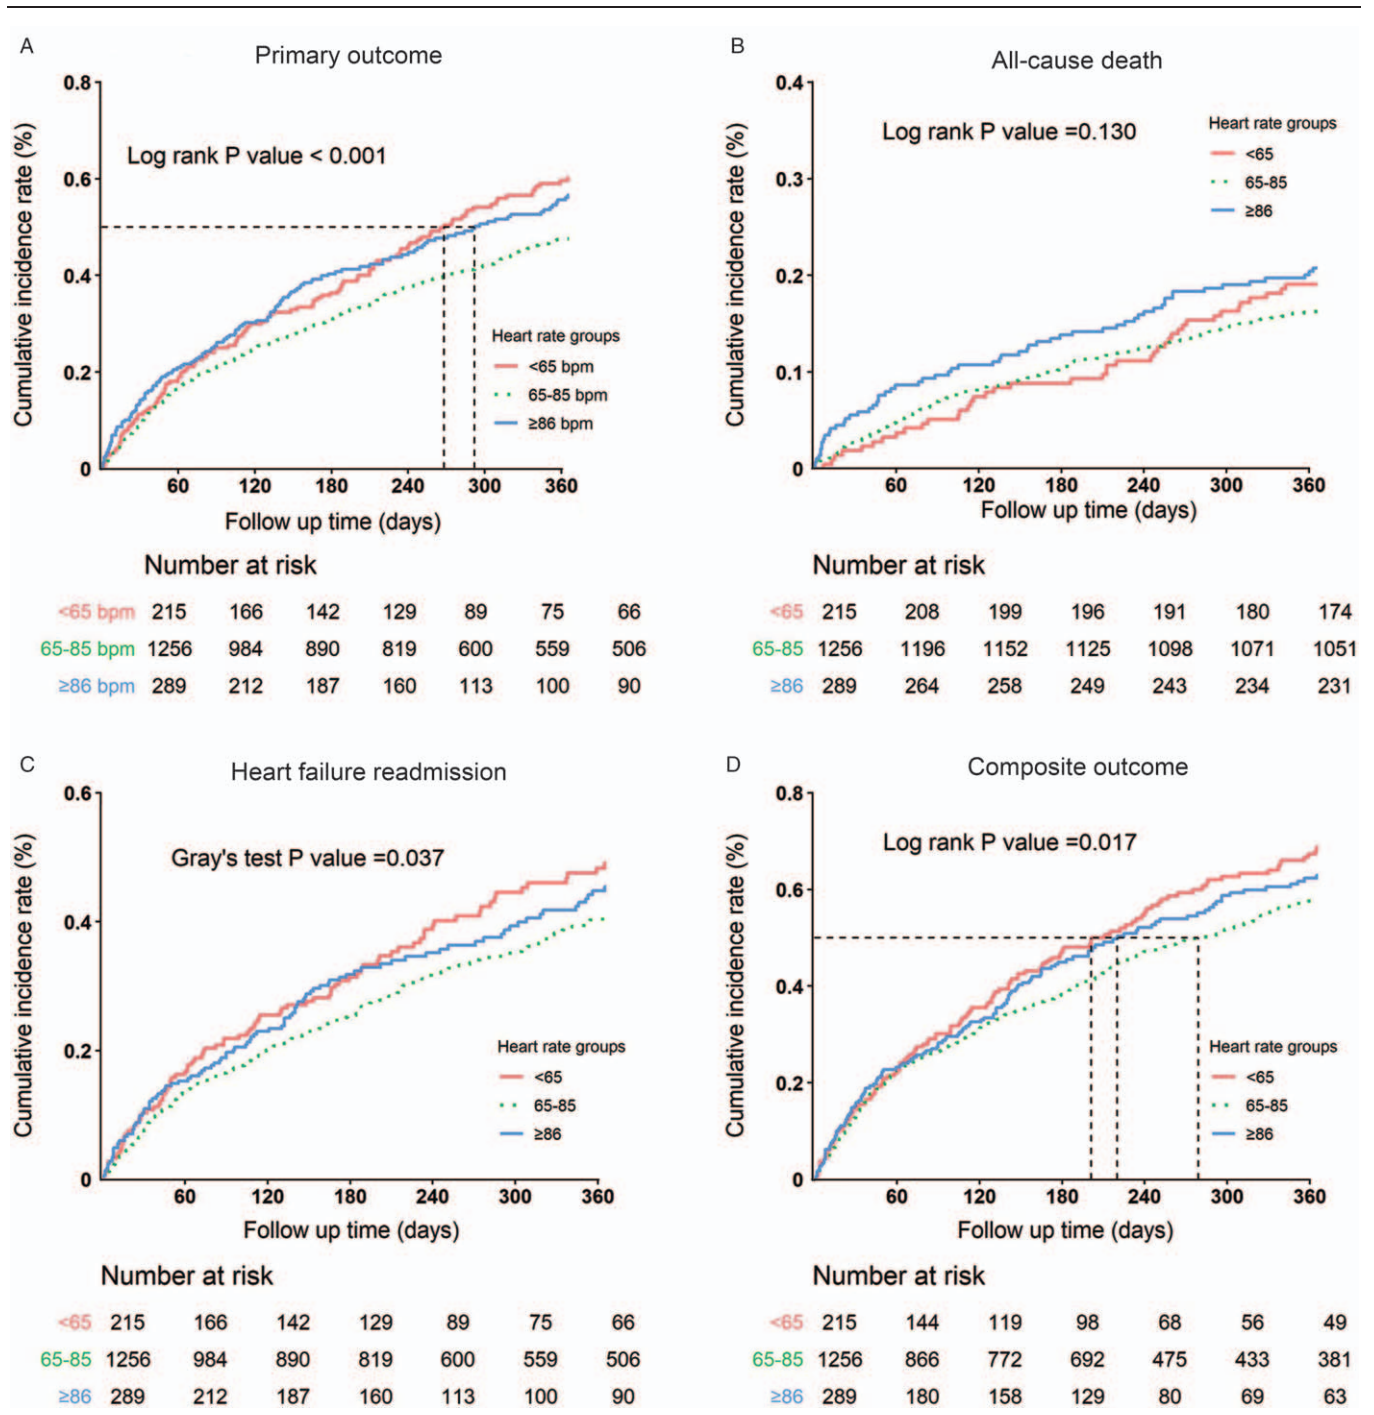 A
Primary outcome
0.8
0.6
0.4
0.2
0
Cumulative incidence rate (%)
Log rank P value < 0.001
Heart rate groups
<65 bpm
65-85 bpm
≥86 bpm
60 120 180 240 300 360
Follow up time (days)
Number at risk
<65 bpm 215 166 142 129 89 75 66
65-85 bpm 1256 984 890 819 600 559 506
≥86 bpm 289 212 187 160 113 100 90
B
All-cause death
0.4
0.3
0.2
0.1
0
Cumulative incidence rate (%)
Log rank P value =0.130
Heart rate groups
<65
65-85
≥86
60 120 180 240 300 360
Follow up time (days)
Number at risk
<65 215 208 199 196 191 180 174
65-85 1256 1196 1152 1125 1098 1071 1051
≥86 289 264 258 249 243 234 231
C
Heart failure readmission
0.6
0.4
0.2
0
Cumulative incidence rate (%)
Gray's test P value =0.037
Heart rate groups
<65
65-85
≥86
60 120 180 240 300 360
Follow up time (days)
Number at risk
<65 215 166 142 129 89 75 66
65-85 1256 984 890 819 600 559 506
≥86 289 212 187 160 113 100 90
D
Composite outcome
0.8
0.6
0.4
0.2
0
Cumulative incidence rate (%)
Log rank P value =0.017
Heart rate groups
<65
65-85
≥86
60 120 180 240 300 360
Follow up time (days)
Number at risk
<65 215 144 119 98 68 56 49
65-85 1256 866 772 692 475 433 381
≥86 289 180 158 129 80 69 63